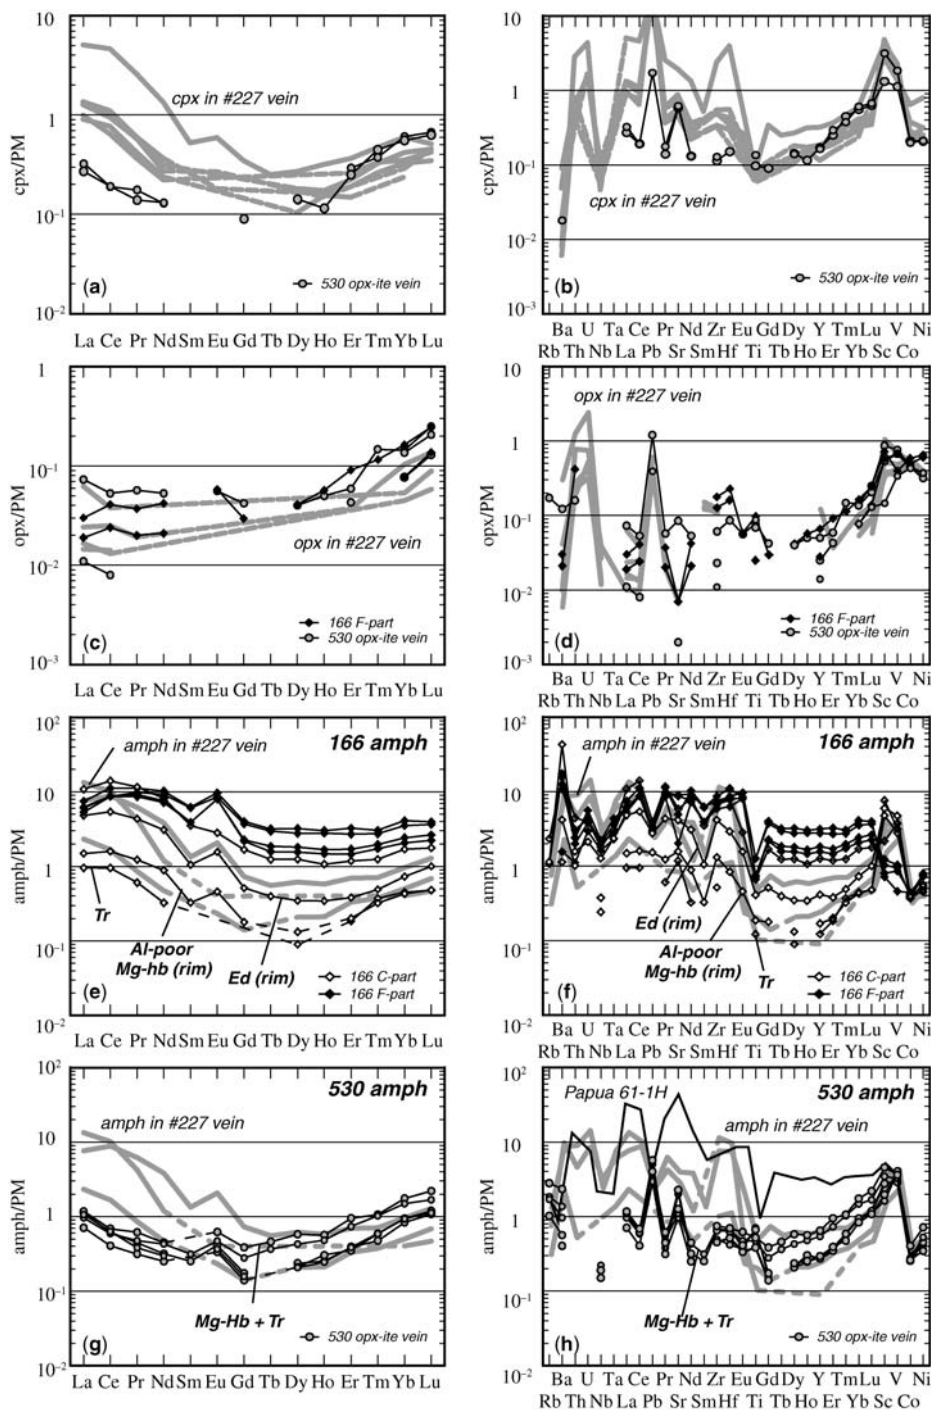 10
1
10-1
10-2
cpx/PM
cpx in #227 vein
530 opx-ite vein
(a)
La Ce Pr Nd Sm Eu Gd Tb Dy Ho Er Tm Yb Lu
10
1
10-1
10-2
10-3
cpx/PM
cpx in #227 vein
530 opx-ite vein
(b)
Ba U Ta Ce Pr Nd Zr Eu Gd Dy Y Tm Lu V Ni
Rb Th Nb La Pb Sr Sm Hf Ti Tb Ho Er Yb Sc Co
1
10-1
10-2
10-3
opx/PM
opx in #227 vein
166 F-part
530 opx-ite vein
(c)
La Ce Pr Nd Sm Eu Gd Tb Dy Ho Er Tm Yb Lu
10
1
10-1
10-2
10-3
opx/PM
opx in #227 vein
166 F-part
530 opx-ite vein
(d)
Ba U Ta Ce Pr Nd Zr Eu Gd Dy Y Tm Lu V Ni
Rb Th Nb La Pb Sr Sm Hf Ti Tb Ho Er Yb Sc Co
102
10
1
10-1
10-2
amph/PM
amph in #227 vein
166 amph
Tr
Al-poor
Mg-hb (rim)
Ed (rim)
166 C-part
166 F-part
(e)
La Ce Pr Nd Sm Eu Gd Tb Dy Ho Er Tm Yb Lu
102
10
1
10-1
10-2
amph/PM
amph in #227 vein
166 amph
Ed (rim)
Al-poor
Mg-hb (rim)
Tr
166 C-part
166 F-part
(f)
Ba U Ta Ce Pr Nd Zr Eu Gd Dy Y Tm Lu V Ni
Rb Th Nb La Pb Sr Sm Hf Ti Tb Ho Er Yb Sc Co
102
10
1
10-1
10-2
amph/PM
530 amph
amph in #227 vein
Mg-Hb + Tr
530 opx-ite vein
(g)
La Ce Pr Nd Sm Eu Gd Tb Dy Ho Er Tm Yb Lu
102
10
1
10-1
10-2
amph/PM
Papua 61-1H
530 amph
amph in #227 vein
Mg-Hb + Tr
530 opx-ite vein
(h)
Ba U Ta Ce Pr Nd Zr Eu Gd Dy Y Tm Lu V Ni
Rb Th Nb La Pb Sr Sm Hf Ti Tb Ho Er Yb Sc Co